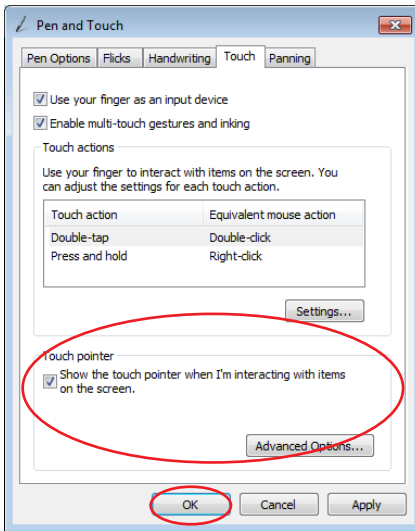 Pen and Touch
Pen Options Flicks Handwriting Touch Panning
Use your finger as an input device
Enable multi-touch gestures and inking
Touch actions
Use your finger to interact with items on the screen. You
can adjust the settings for each touch action.
Touch action Equivalent mouse action
Double-tap Double-click
Press and hold Right-click
Settings...
Touch pointer
Show the touch pointer when I'm interacting with items
on the screen.
Advanced Options...
OK Cancel Apply